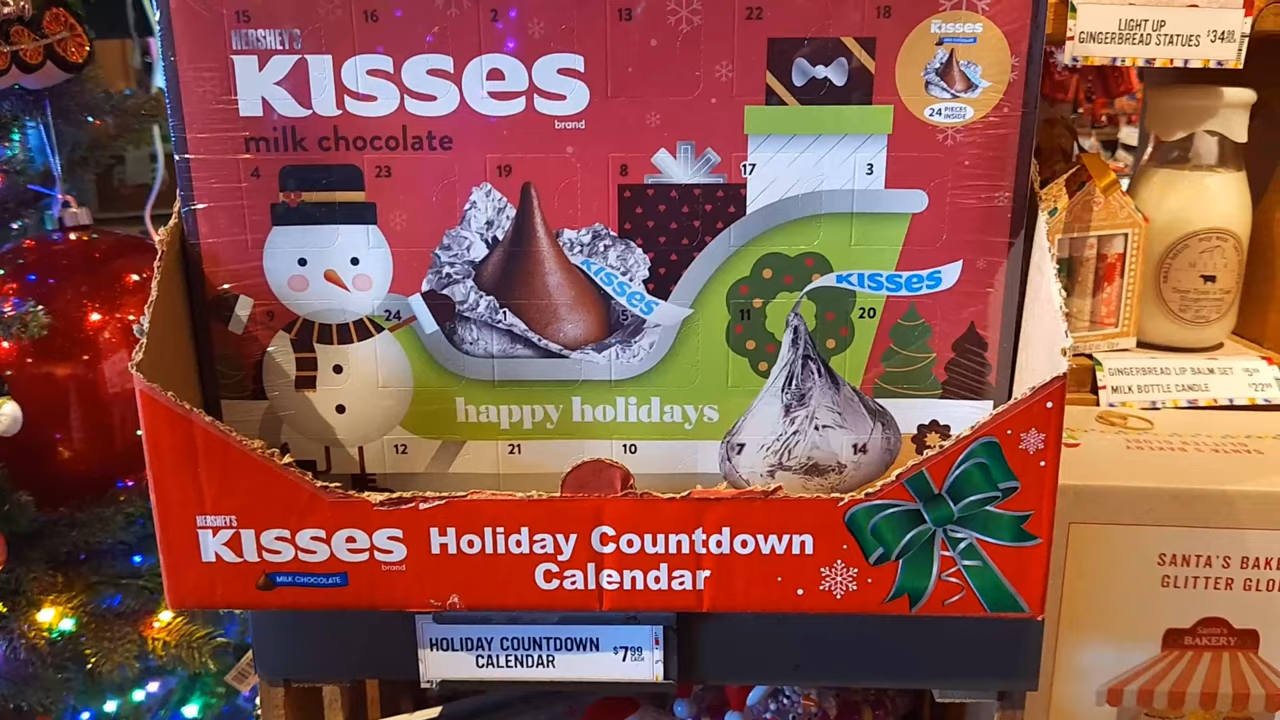 15 16 2 13 22 18
HERSHEY'S
KISSES
brand
milk chocolate
KISSES
24 PIECES
INSIDE
4 23 19 8 17 3
KISSES
KISSES
9 24 1 5 11 20
happy holidays
12 21 10 7 14
HERSHEY'S
KISSES
brand
MILK CHOCOLATE
Holiday Countdown
Calendar
HOLIDAY COUNTDOWN
CALENDAR
$7.99
EACH
LIGHT UP
GINGERBREAD STATUES
MILK
GINGERBREAD LIP BALM SET
MILK BOTTLE CANDLE
SANTA'S BAKE
GLITTER GLO
Santa's
BAKERY